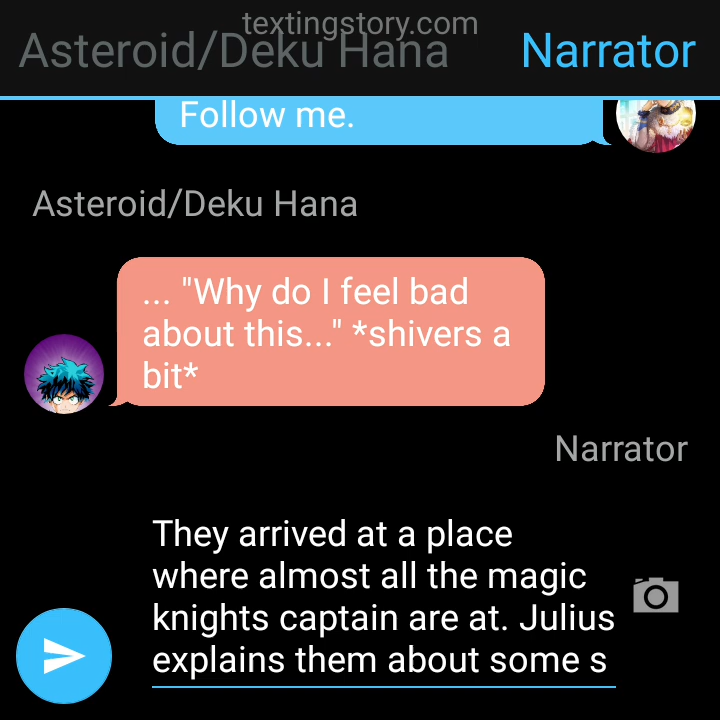 textingstory.com
Asteroid/Deku Hana
Narrator
Follow me.
Asteroid/Deku Hana
... "Why do I feel bad
about this..." *shivers a
bit*
Narrator
They arrived at a place
where almost all the magic
knights captain are at. Julius
explains them about some s